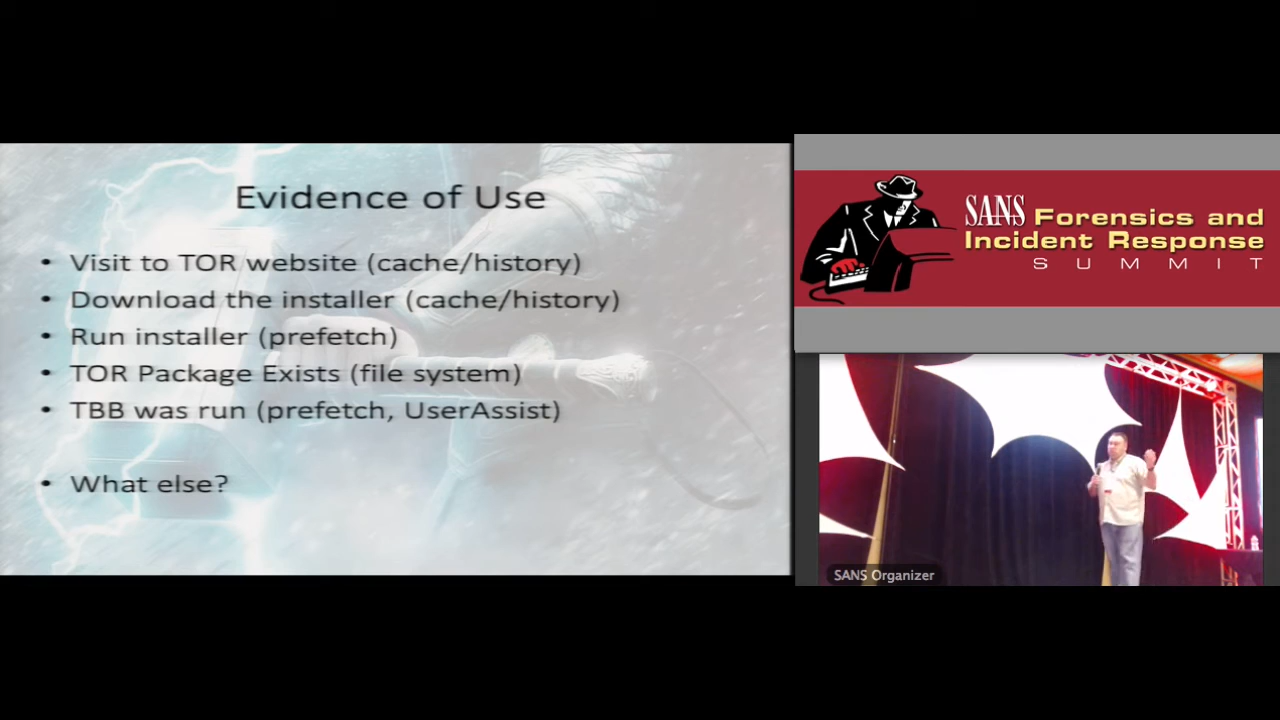 Evidence of Use
• Visit to TOR website (cache/history)
• Download the installer (cache/history)
• Run installer (prefetch)
• TOR Package Exists (file system)
• TBB was run (prefetch, UserAssist)
• What else?
SANS Forensics and
Incident Response
SUMMIT
SANS Organizer